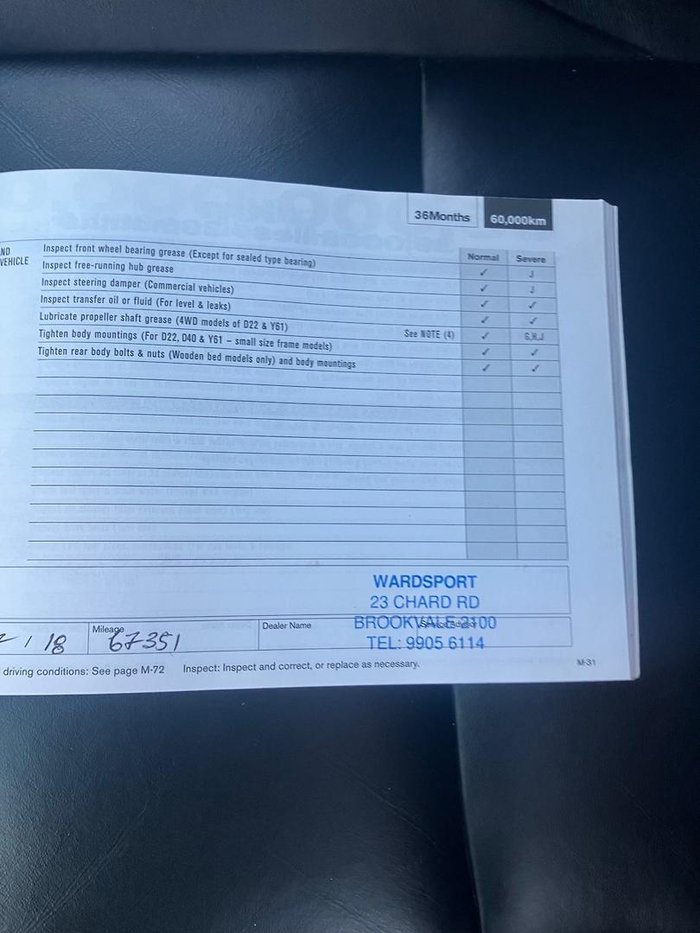 36Months 60,000km
Normal Severe
ND
VEHICLE
Inspect front wheel bearing grease (Except for sealed type bearing) ✓ J
Inspect free-running hub grease ✓ J
Inspect steering damper (Commercial vehicles) ✓ ✓
Inspect transfer oil or fluid (For level & leaks) ✓ ✓
Lubricate propeller shaft grease (4WD models of D22 & Y61) See NOTE (4) ✓ G,H,J
Tighten body mountings (For D22, D40 & Y61 – small size frame models) ✓ ✓
Tighten rear body bolts & nuts (Wooden bed models only) and body mountings ✓ ✓
WARDSPORT
23 CHARD RD
BROOKVALE 2100
TEL: 9905 6114
/ 18 Mileage 67351 Dealer Name
driving conditions: See page M-72 Inspect: Inspect and correct, or replace as necessary.
M-31